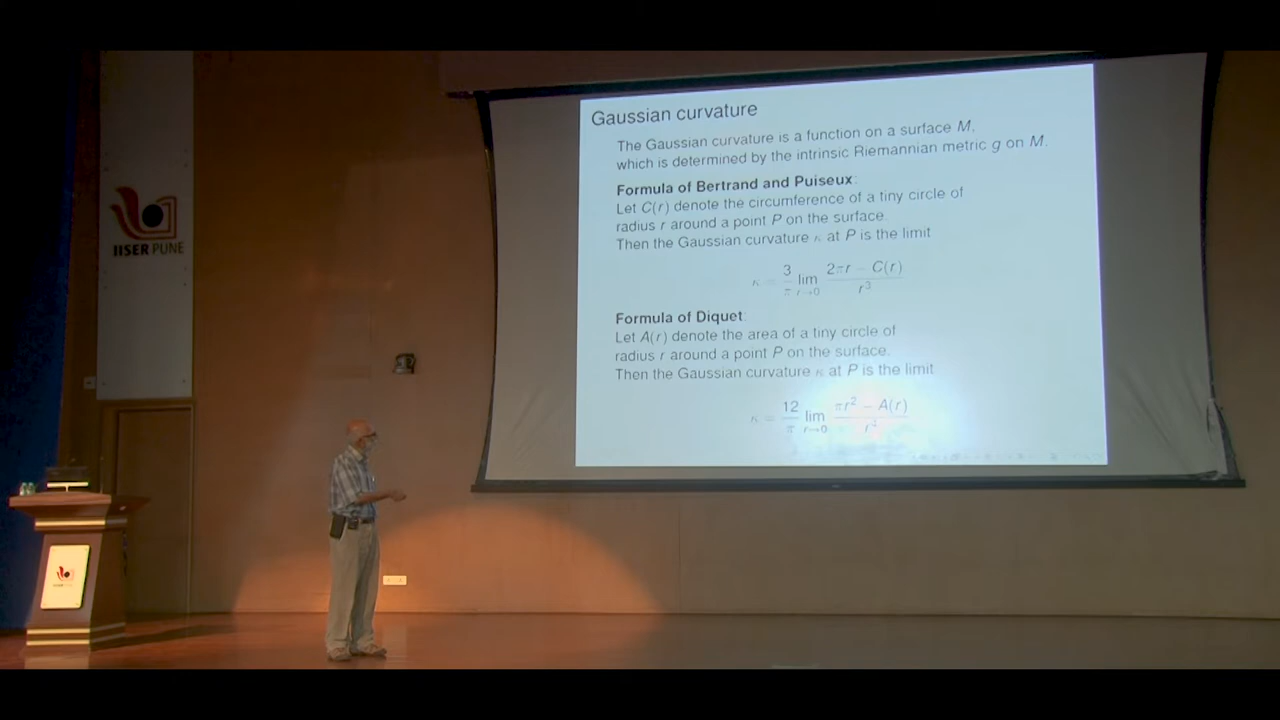 IISER PUNE
Gaussian curvature
The Gaussian curvature is a function on a surface M,
which is determined by the intrinsic Riemannian metric g on M.
Formula of Bertrand and Puiseux:
Let C(r) denote the circumference of a tiny circle of
radius r around a point P on the surface.
Then the Gaussian curvature κ at P is the limit
κ = 3/π lim r→0 2πr − C(r) / r³
Formula of Diquet:
Let A(r) denote the area of a tiny circle of
radius r around a point P on the surface.
Then the Gaussian curvature κ at P is the limit
κ = 12/π lim r→0 πr² − A(r) / r⁴